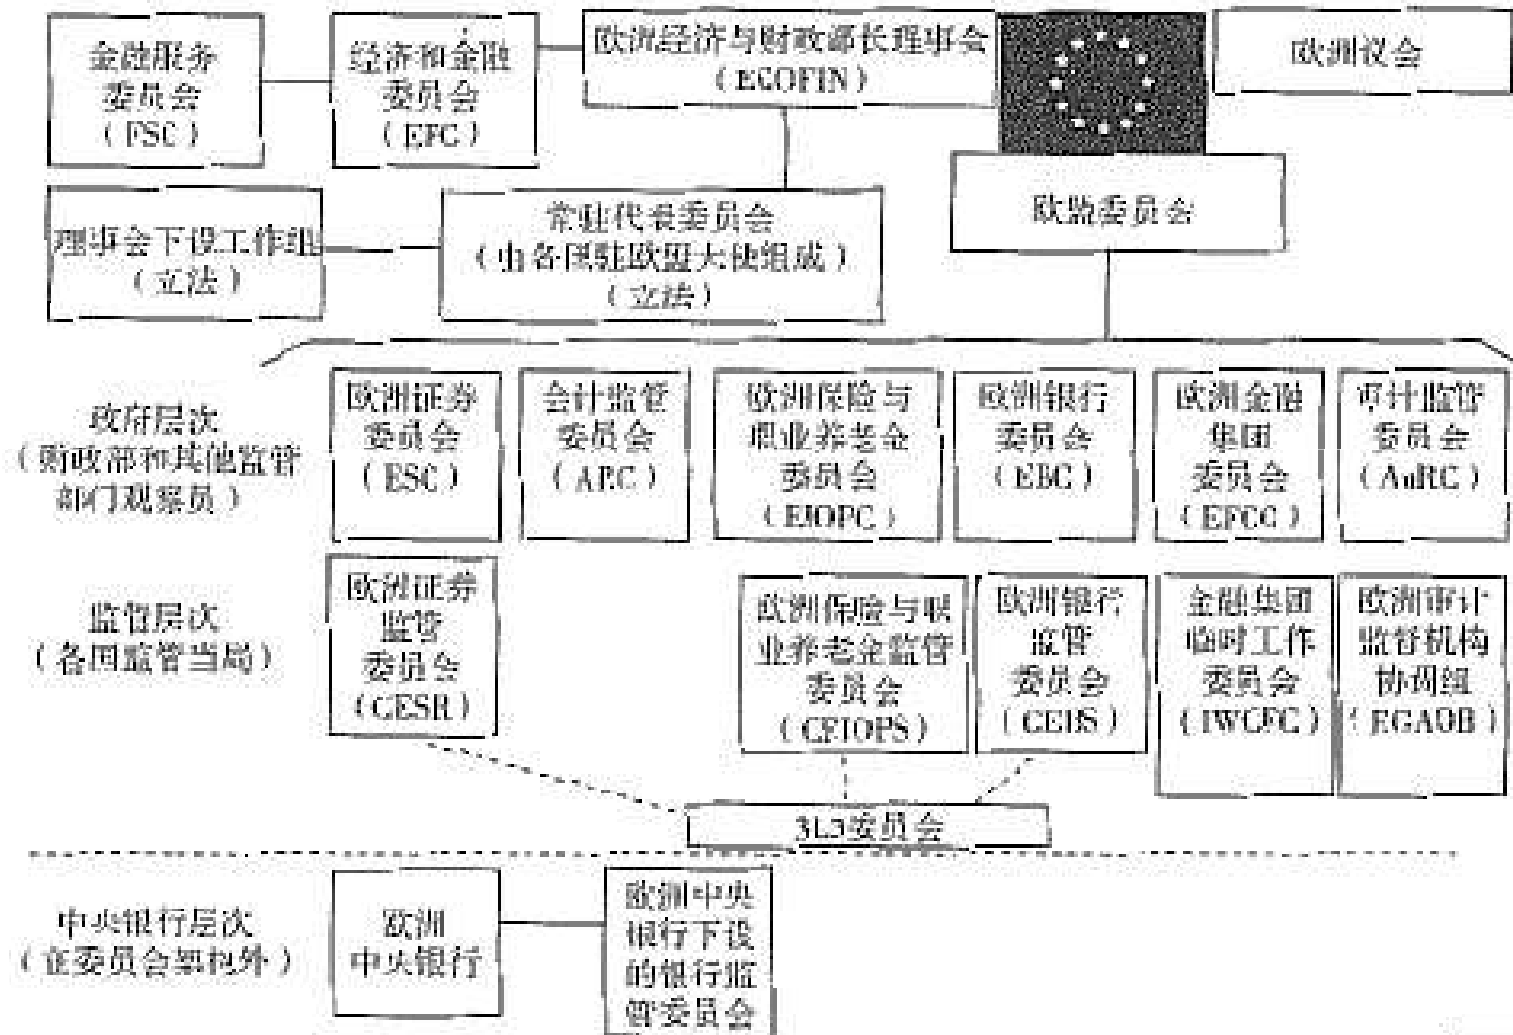 金融服务
委员会
（FSC）
经济和金融
委员会
（EFC）
欧洲经济与财政部长理事会
（ECOFIN）
欧洲议会
理事会下设工作组
（立法）
常驻代表委员会
（由各国驻欧盟大使组成）
（立法）
欧盟委员会
政府层次
（财政部和其他监管
部门观察员）
欧洲证券
委员会
（ESC）
会计监管
委员会
（ARC）
欧洲保险与
职业养老金
委员会
（EIOPC）
欧洲银行
委员会
（EBC）
欧洲金融
集团
委员会
（EFCC）
审计监管
委员会
（AuRC）
监管层次
（各国监管当局）
欧洲证券
监管
委员会
（CESR）
欧洲保险与职
业养老金监管
委员会
（CEIOPS）
欧洲银行
监管
委员会
（CEBS）
金融集团
临时工作
委员会
（IWCFC）
欧洲审计
监督机构
协调组
（EGAOB）
3L3委员会
中央银行层次
（在委员会架构外）
欧洲
中央银行
欧洲中央
银行下设
的银行监
管委员会